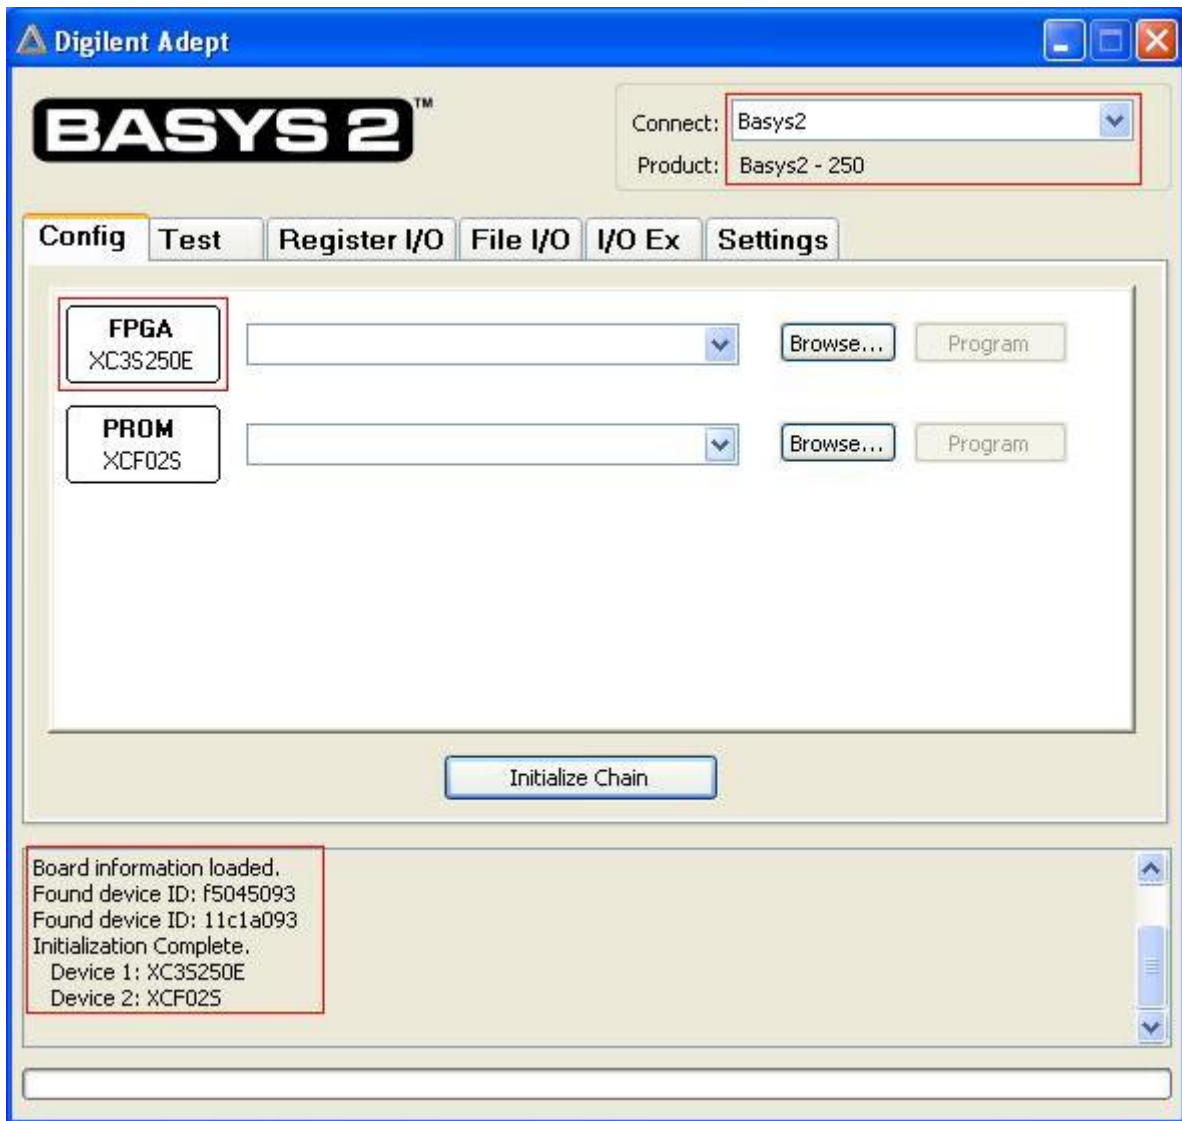 Digilent Adept
BASYS 2™
Connect: Basys2
Product: Basys2 - 250
Config Test Register I/O File I/O I/O Ex Settings
FPGA
XC3S250E
Browse... Program
PROM
XCF02S
Browse... Program
Initialize Chain
Board information loaded.
Found device ID: f5045093
Found device ID: 11c1a093
Initialization Complete.
Device 1: XC3S250E
Device 2: XCF02S